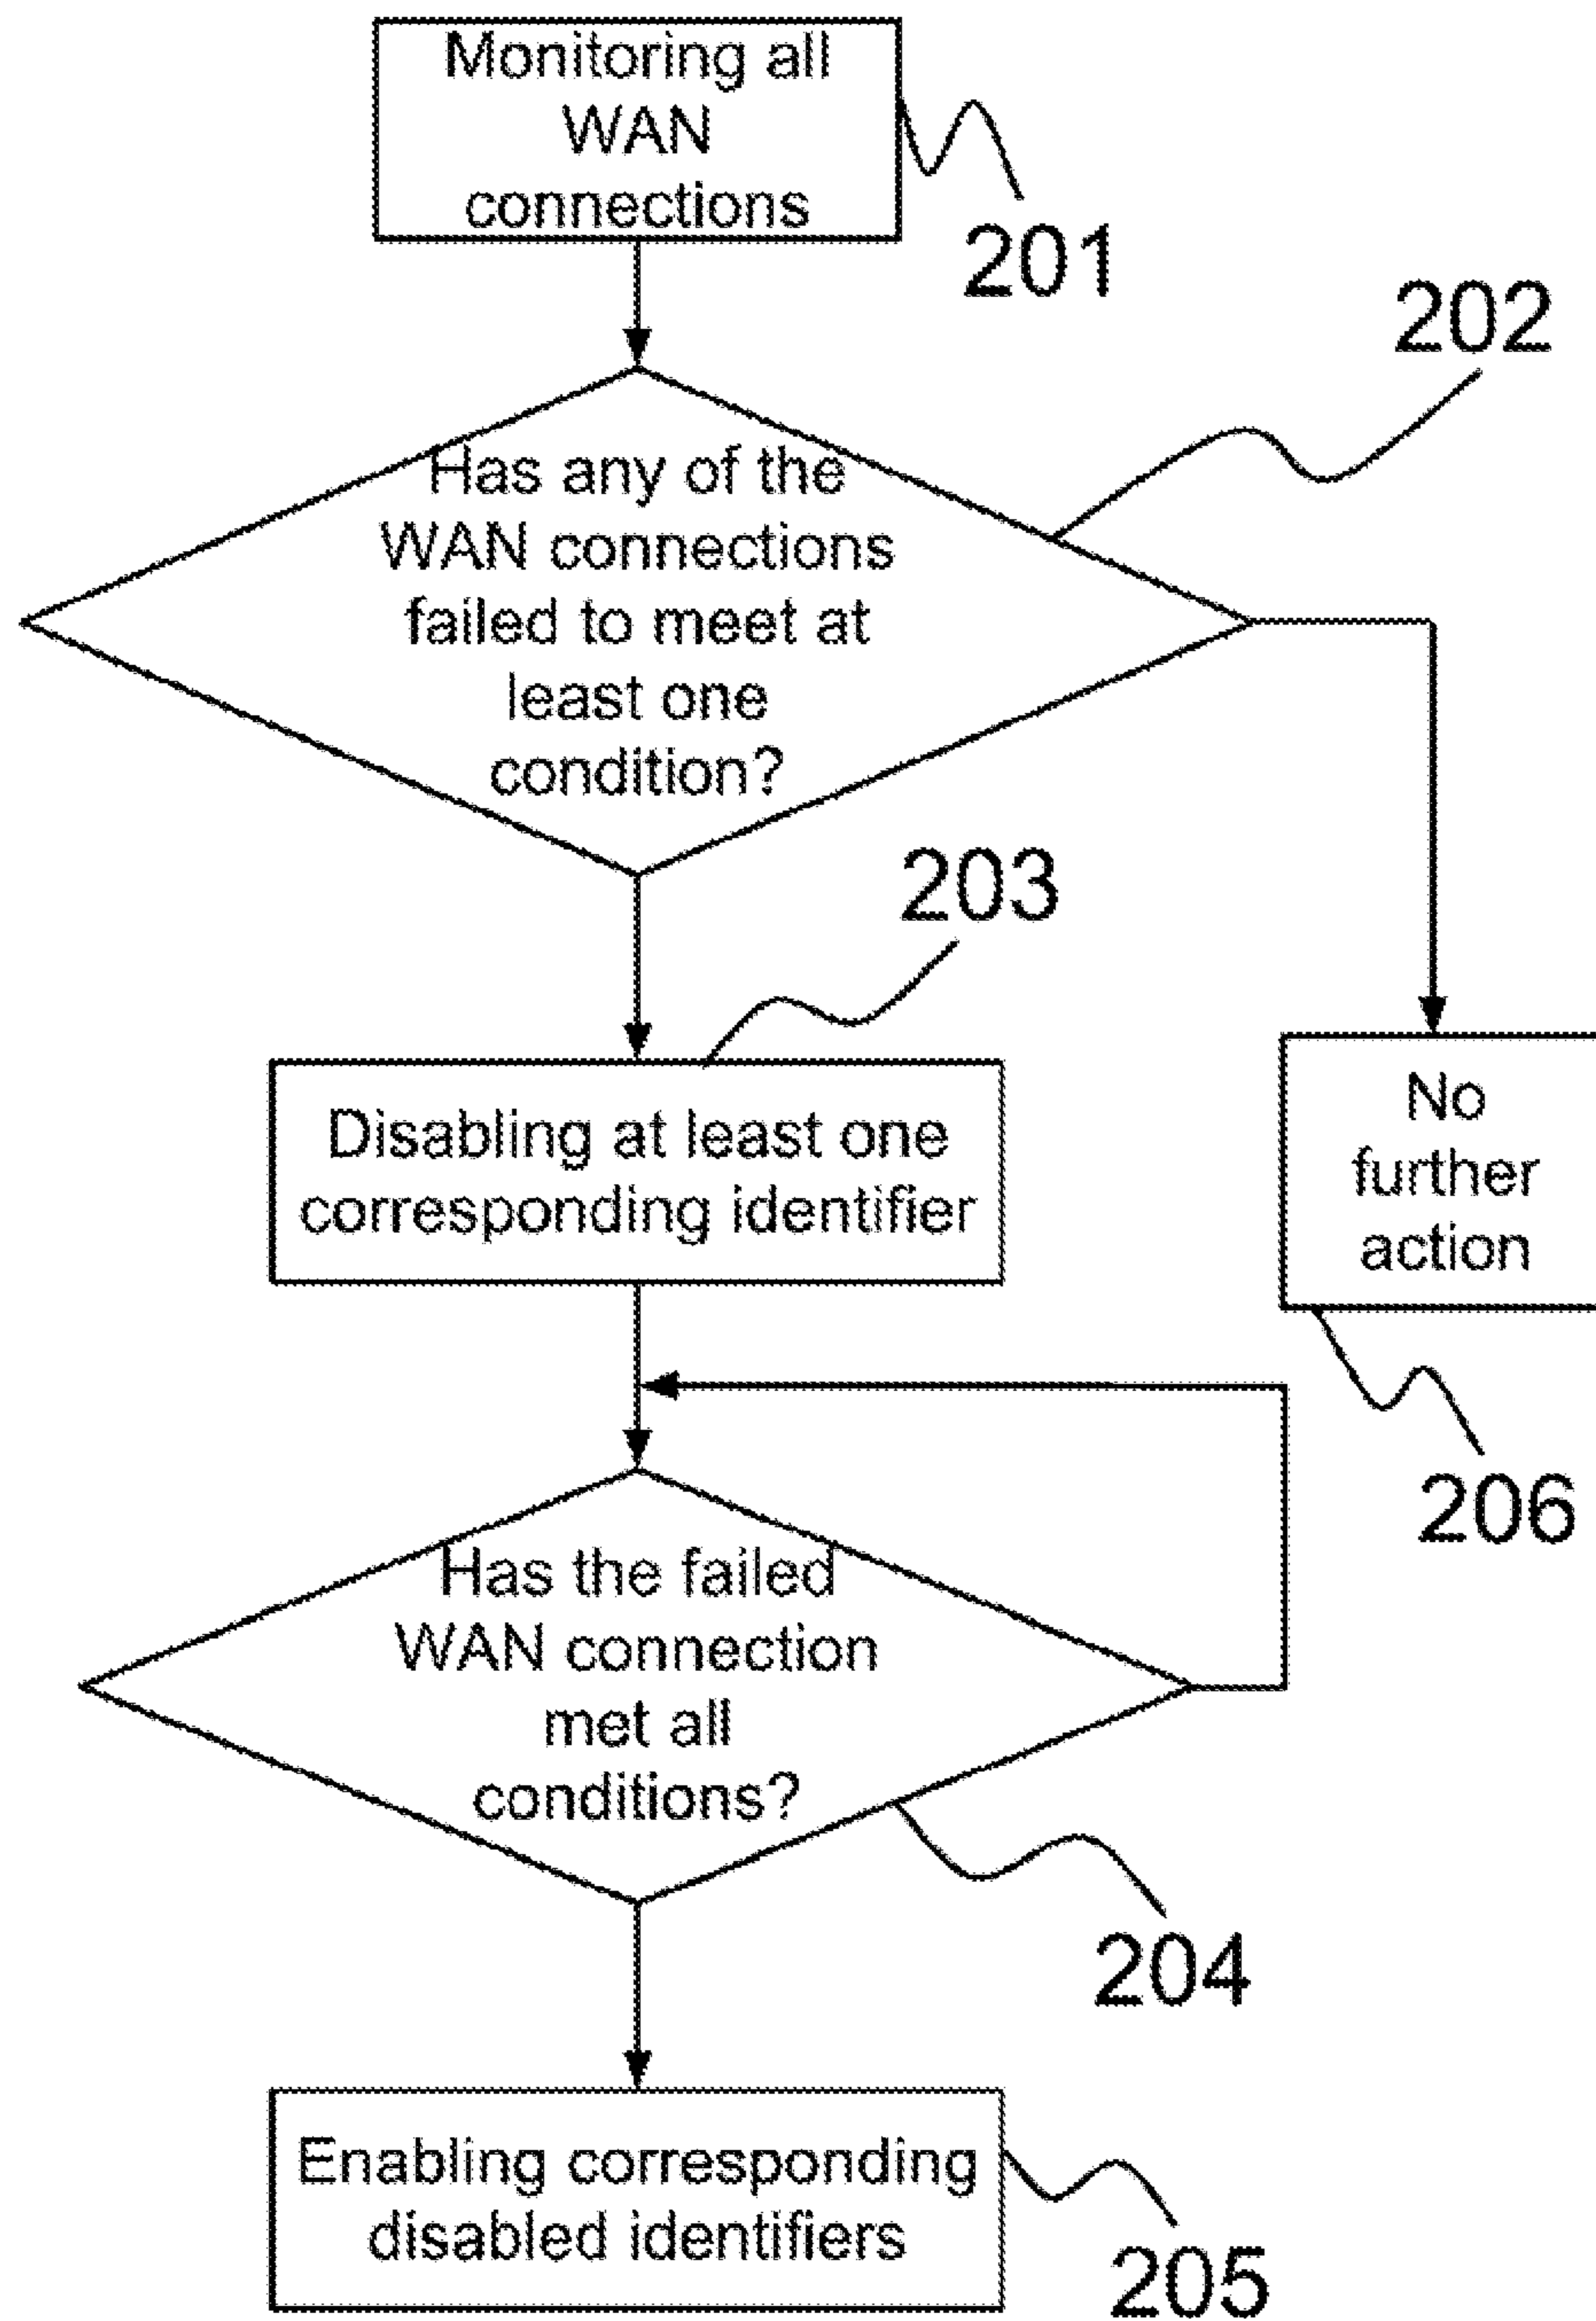 Monitoring all
WAN
connections
201
202
Has any of the
WAN connections
failed to meet at
least one
condition?
203
Disabling at least one
corresponding identifier
No
further
action
206
Has the failed
WAN connection
met all
conditions?
204
Enabling corresponding
disabled identifiers
205